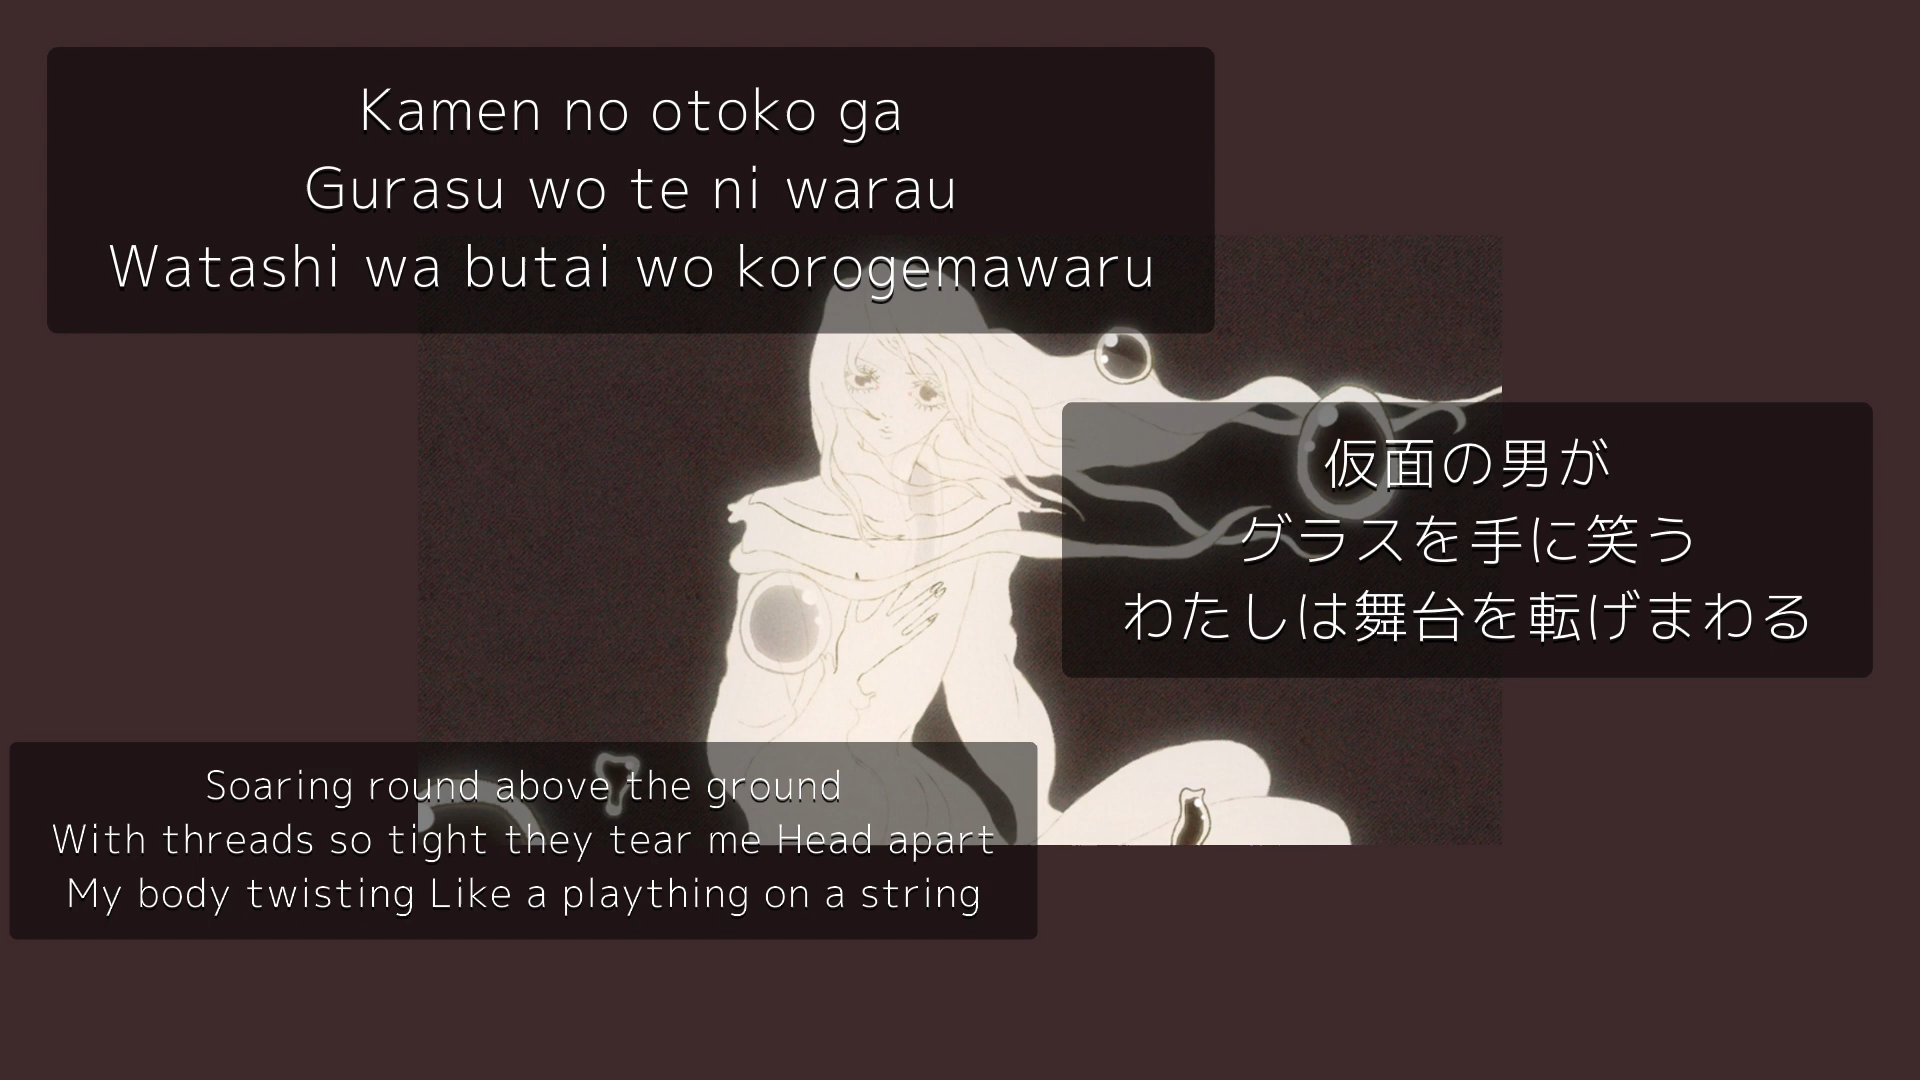 Kamen no otoko ga
Gurasu wo te ni warau
Watashi wa butai wo korogemawaru
仮面の男が
グラスを手に笑う
わたしは舞台を転げまわる
Soaring round above the ground
With threads so tight they tear me Head apart
My body twisting Like a plaything on a string